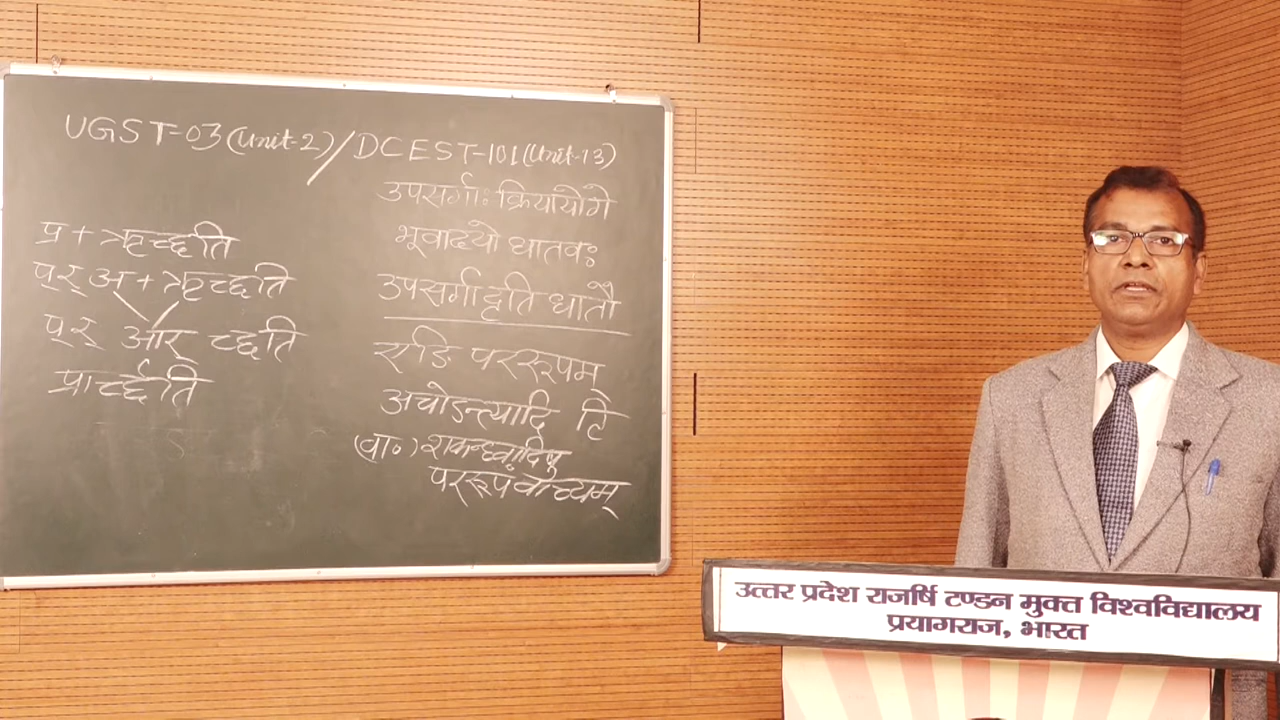 UGST-03(Unit-2)/DCEST-101(Unit-13)
प्र + ऋच्छति
प् र् अ + ऋच्छति
प् र् आर् च्छति
प्रार्च्छति
उपसर्गाः क्रियायोगे
भूवादयो धातवः
उपसर्गादृति धातौ
एङि पररूपम्
अचोऽन्त्यादि टि
(वा०) शकन्ध्वादिषु
पररूपं वाच्यम्
उत्तर प्रदेश राजर्षि टण्डन मुक्त विश्वविद्यालय
प्रयागराज, भारत